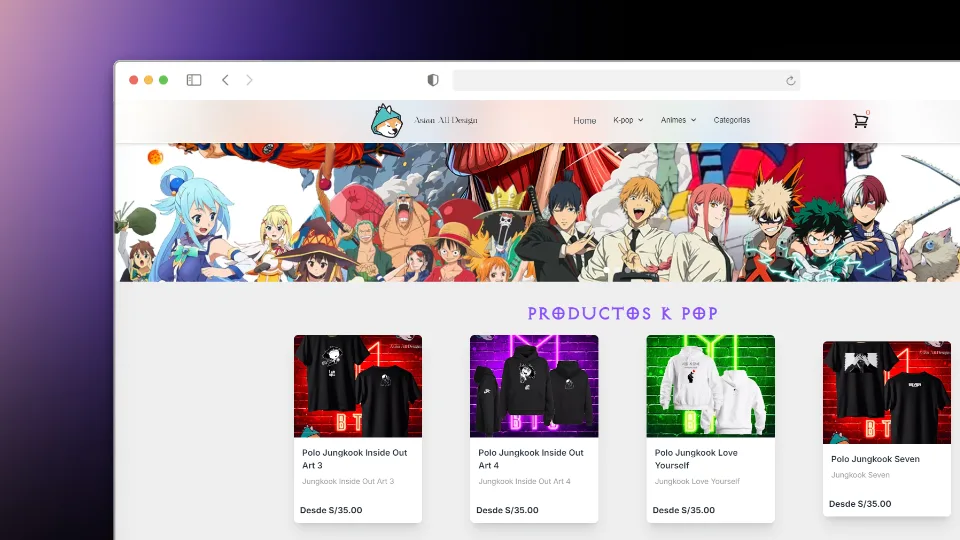 Asian All Design
Home
K-pop
Animes
Categorias
0
PRODUCTOS K POP
BTS
BTS
Polo Jungkook Inside Out
Art 3
Jungkook Inside Out Art 3
Desde S/35.00
Polo Jungkook Inside Out
Art 4
Jungkook Inside Out Art 4
Desde S/35.00
Polo Jungkook Love
Yourself
Jungkook Love Yourself
Desde S/35.00
Polo Jungkook Seven
Jungkook Seven
Desde S/35.00